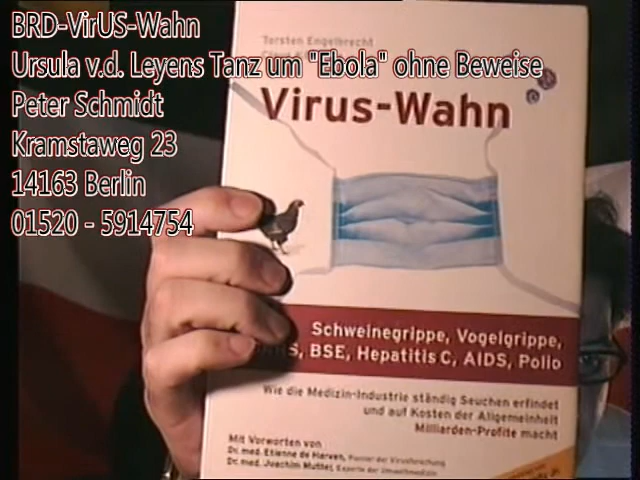 BRD-VirUS-Wahn
Ursula v.d. Leyens Tanz um "Ebola" ohne Beweise
Peter Schmidt
Kramstaweg 23
14163 Berlin
01520 - 5914754
Torsten Engelbrecht
Virus-Wahn
Schweinegrippe, Vogelgrippe,
BSE, Hepatitis C, AIDS, Polio
Wie die Medizin-Industrie ständig Seuchen erfindet
und auf Kosten der Allgemeinheit
Milliarden-Profite macht
Mit Vorworten von
Dr. med. Etienne de Harven, Pionier der Virusforschung
Dr. med. Joachim Mutter, Experte der Umweltmedizin